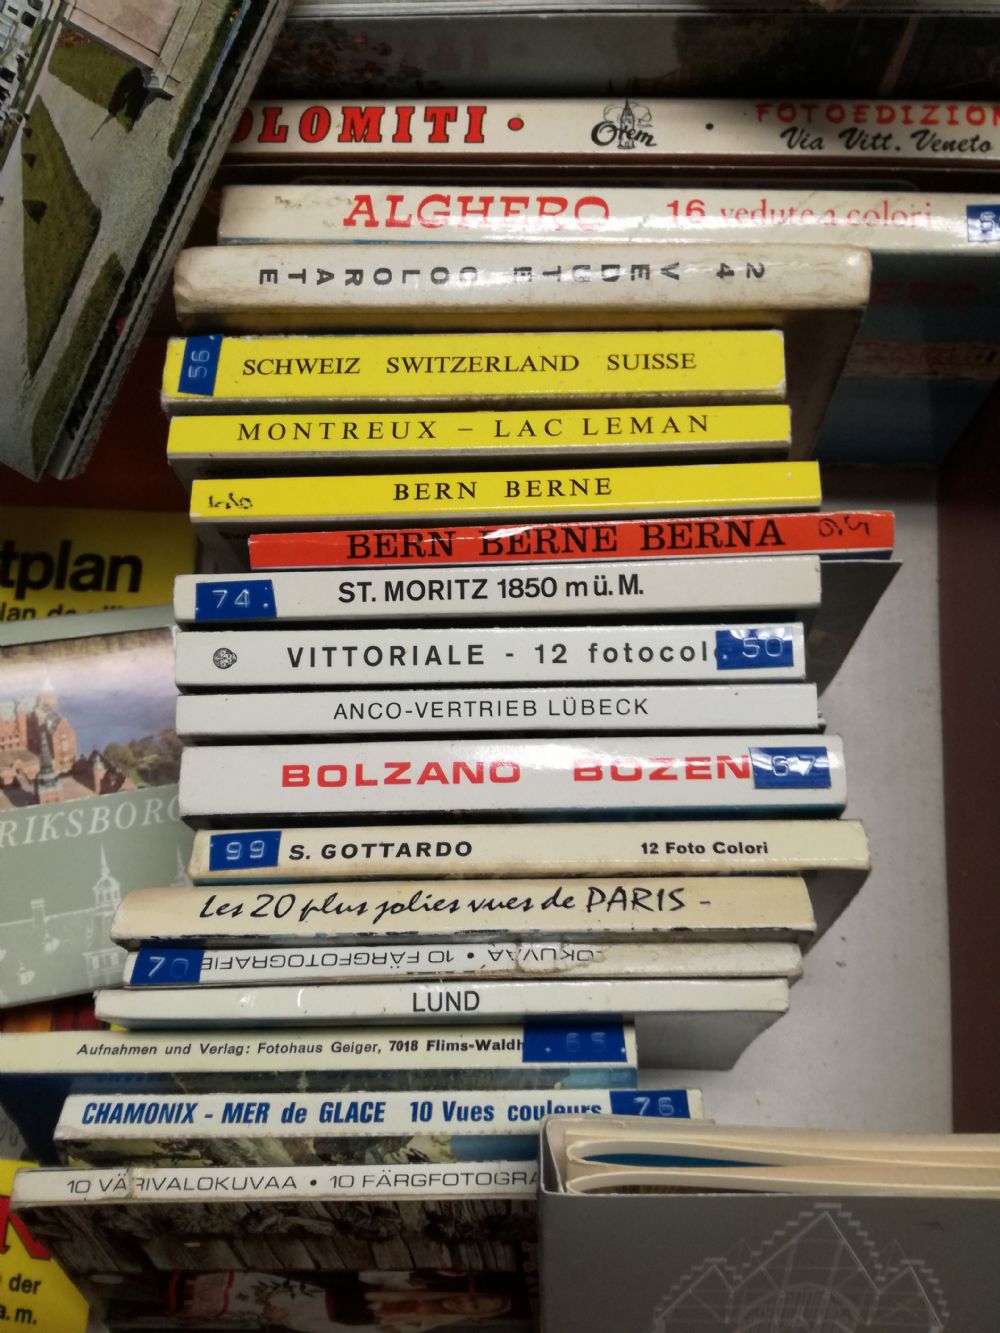 OLOMITI • Orem • FOTOEDIZION
Via Vitt. Veneto
ALGHERO 16 vedute a colori
24 VEDUTE COLORATE
56 SCHWEIZ SWITZERLAND SUISSE
MONTREUX – LAC LEMAN
BERN BERNE
BERN BERNE BERNA
74 ST. MORITZ 1850 m ü. M.
VITTORIALE - 12 fotocol 50
ANCO-VERTRIEB LÜBECK
BOLZANO BOZEN 67
99 S. GOTTARDO 12 Foto Colori
Les 20 plus jolies vues de PARIS -
70 OKUVAA • 10 FÄRGFOTOGRAFIE
LUND
Aufnahmen und Verlag: Fotohaus Geiger, 7018 Flims-Waldh 65
CHAMONIX - MER de GLACE 10 Vues couleurs 76
10 VÄRIVALOKUVAA • 10 FÄRGFOTOGRA
tplan
lan de
RIKSBORG
der
a.m.